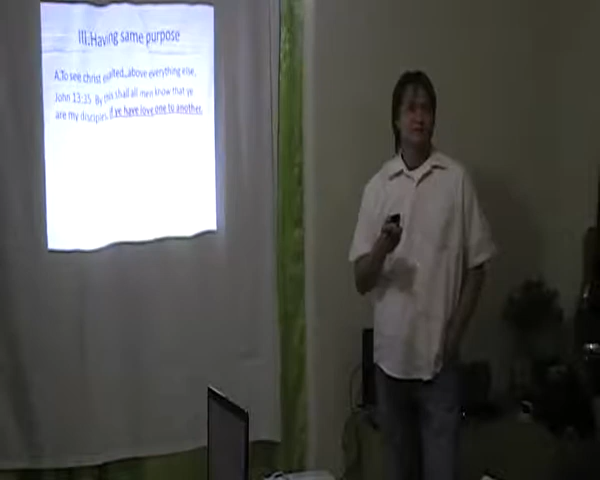 III.Having same purpose
A.To see christ exalted, above everything else.
John 13:35 By this shall all men know that ye
are my disciples if ye have love one to another.